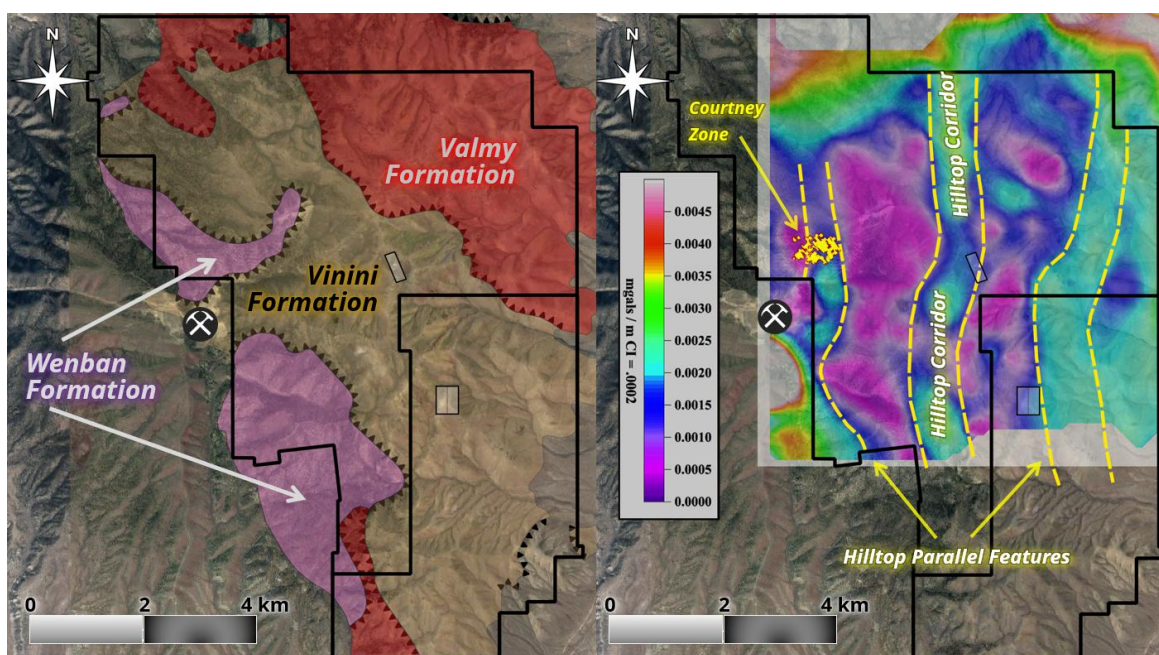 N
Valmy
Formation
Vinini
Formation
Wenban
Formation
0 2 4 km
N
Courtney
Zone
Hilltop Corridor
Hilltop Corridor
0.0045
0.0040
0.0035
0.0030
0.0025
0.0020
0.0015
0.0010
0.0005
0.0000
mgals / m CI = .0002
Hilltop Parallel Features
0 2 4 km